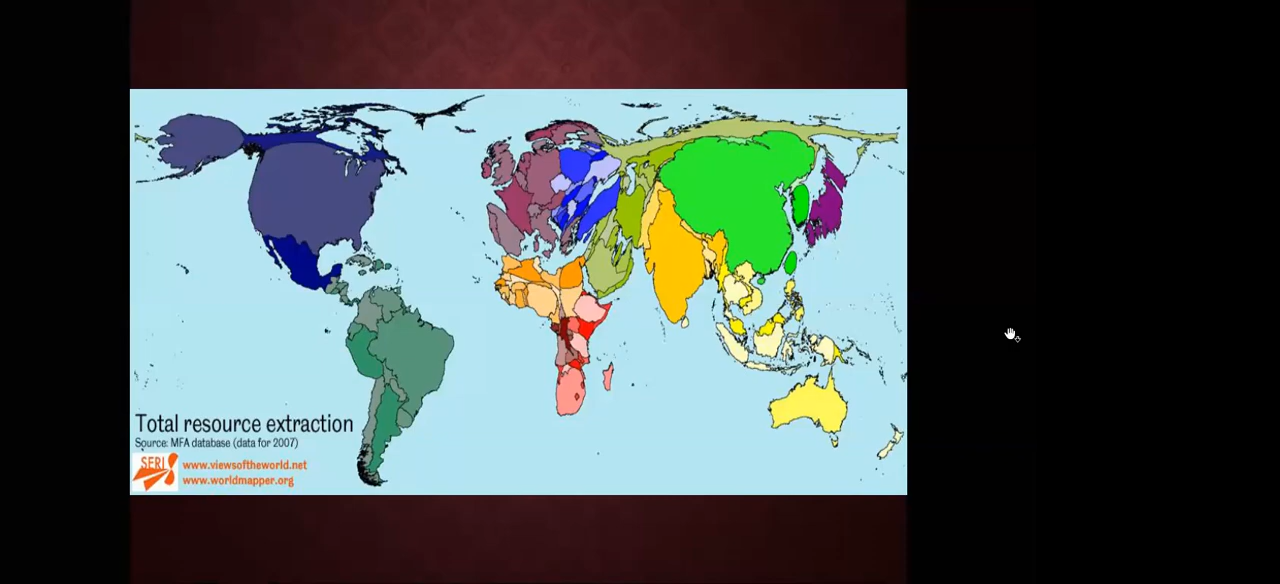 Total resource extraction
Source: MFA database (data for 2007)
SERI
www.viewsoftheworld.net
www.worldmapper.org